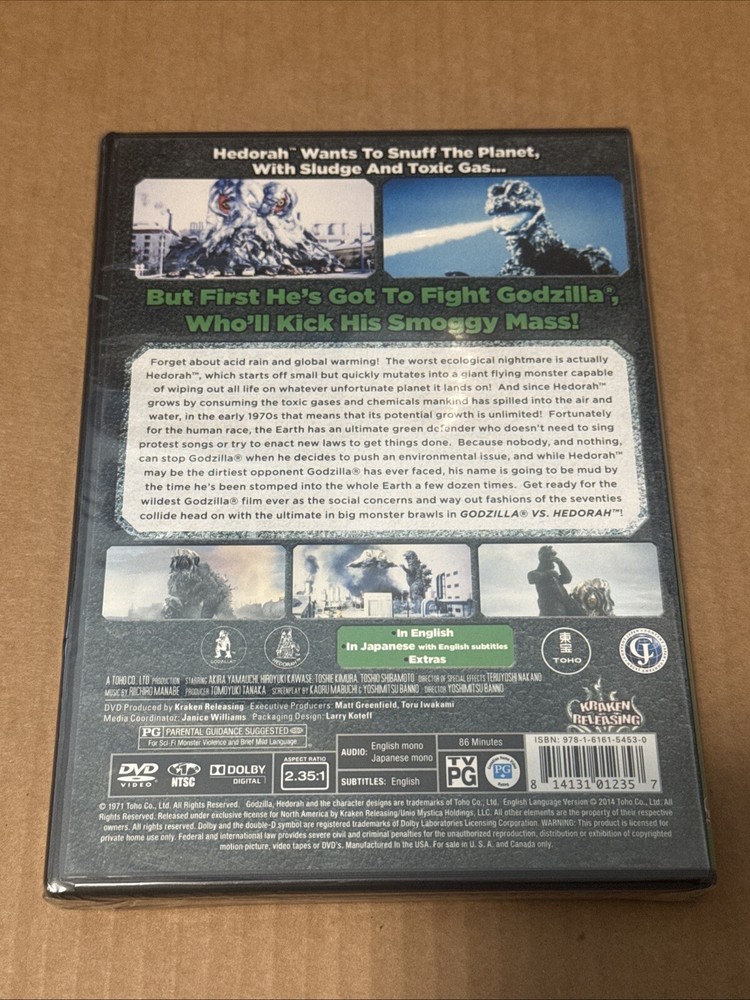 Hedorah™ Wants To Snuff The Planet,
With Sludge And Toxic Gas...
But First He's Got To Fight Godzilla®,
Who'll Kick His Smoggy Mass!
Forget about acid rain and global warming! The worst ecological nightmare is actually
Hedorah™, which starts off small but quickly mutates into a giant flying monster capable
of wiping out all life on whatever unfortunate planet it lands on! And since Hedorah™
grows by consuming the toxic gases and chemicals mankind has spilled into the air and
water, in the early 1970s that means that its potential growth is unlimited! Fortunately
for the human race, the Earth has an ultimate green defender who doesn't need to sing
protest songs or try to enact new laws to get things done. Because nobody, and nothing,
can stop Godzilla® when he decides to push an environmental issue, and while Hedorah™
may be the dirtiest opponent Godzilla® has ever faced, his name is going to be mud by
the time he's been stomped into the whole Earth a few dozen times. Get ready for the
wildest Godzilla® film ever as the social concerns and way out fashions of the seventies
collide head on with the ultimate in big monster brawls in GODZILLA® VS. HEDORAH™!
GODZILLA®
HEDORAH™
•In English
•In Japanese with English subtitles
•Extras
東宝
TOHO
A TOHO CO., LTD. PRODUCTION STARRING AKIRA YAMAUCHI HIROYUKI KAWASE TOSHIE KIMURA, TOSHIO SHIBAMOTO DIRECTOR OF SPECIAL EFFECTS TERUYOSHI NAKANO
MUSIC BY RIICHIRO MANABE PRODUCER TOMOYUKI TANAKA SCREENPLAY BY KAORU MABUCHI & YOSHIMITSU BANNO DIRECTOR YOSHIMITSU BANNO
DVD Produced by Kraken Releasing Executive Producers: Matt Greenfield, Toru Iwakami
Media Coordinator: Janice Williams Packaging Design: Larry Koteff
KRAKEN
RELEASING
PG PARENTAL GUIDANCE SUGGESTED
For Sci-Fi Monster Violence and Brief Mild Language
DVD
VIDEO
NTSC
DOLBY
DIGITAL
ASPECT RATIO
2.35:1
AUDIO: English mono
Japanese mono
SUBTITLES: English
86 Minutes
TV
PG
PG
ISBN: 978-1-6161-5453-0
8 14131 01235 7
© 1971 Toho Co., Ltd. All Rights Reserved. Godzilla, Hedorah and the character designs are trademarks of Toho Co., Ltd. English Language Version © 2014 Toho Co., Ltd. All
Rights Reserved. Released under exclusive license for North America by Kraken Releasing/Unio Mystica Holdings, LLC. All other elements are the property of their respective
owners. All rights reserved. Dolby and the double-D symbol are registered trademarks of Dolby Laboratories Licensing Corporation. WARNING: This product is licensed for
private home use only. Federal and international law provides severe civil and criminal penalties for the unauthorized reproduction, distribution or exhibition of copyrighted
motion picture, video tapes or DVD's. Manufactured In the USA. For sale in U. S. A. and Canada only.